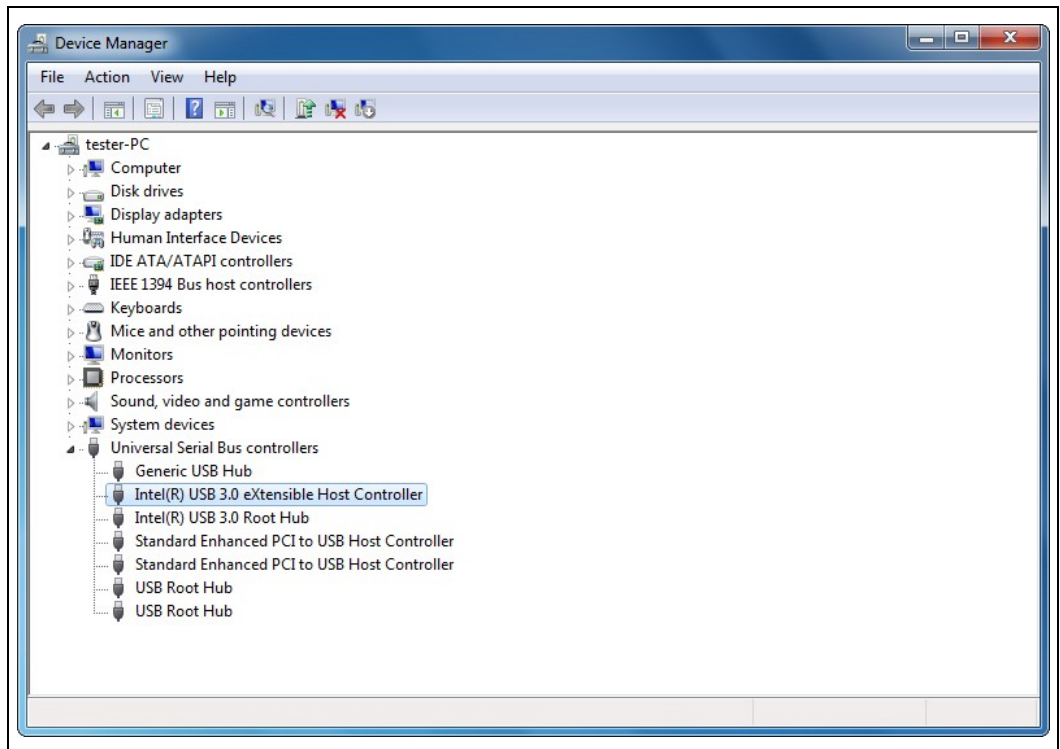 Device Manager
File Action View Help
tester-PC
Computer
Disk drives
Display adapters
Human Interface Devices
IDE ATA/ATAPI controllers
IEEE 1394 Bus host controllers
Keyboards
Mice and other pointing devices
Monitors
Processors
Sound, video and game controllers
System devices
Universal Serial Bus controllers
Generic USB Hub
Intel(R) USB 3.0 eXtensible Host Controller
Intel(R) USB 3.0 Root Hub
Standard Enhanced PCI to USB Host Controller
Standard Enhanced PCI to USB Host Controller
USB Root Hub
USB Root Hub